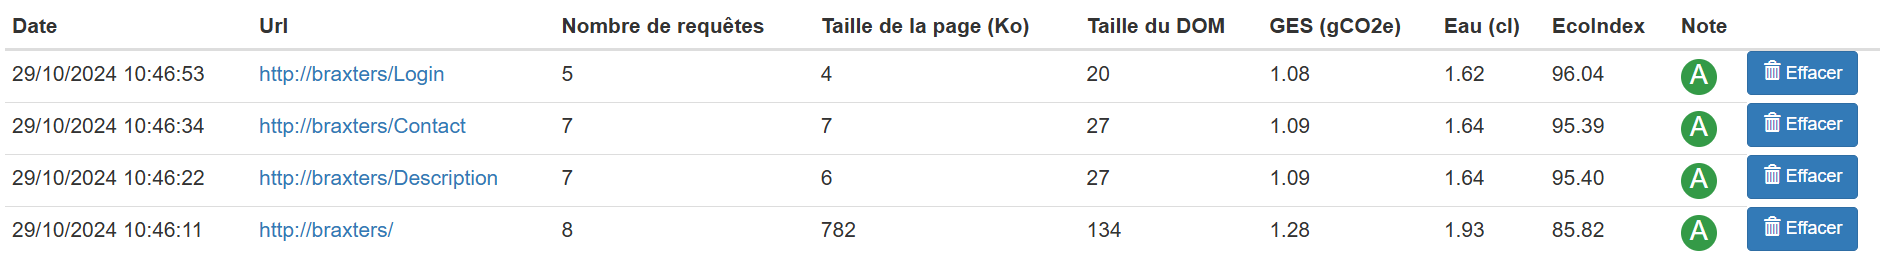 Date Url Nombre de requêtes Taille de la page (Ko) Taille du DOM GES (gCO2e) Eau (cl) EcoIndex Note
29/10/2024 10:46:53 http://braxters/Login 5 4 20 1.08 1.62 96.04 A Effacer
29/10/2024 10:46:34 http://braxters/Contact 7 7 27 1.09 1.64 95.39 A Effacer
29/10/2024 10:46:22 http://braxters/Description 7 6 27 1.09 1.64 95.40 A Effacer
29/10/2024 10:46:11 http://braxters/ 8 782 134 1.28 1.93 85.82 A Effacer